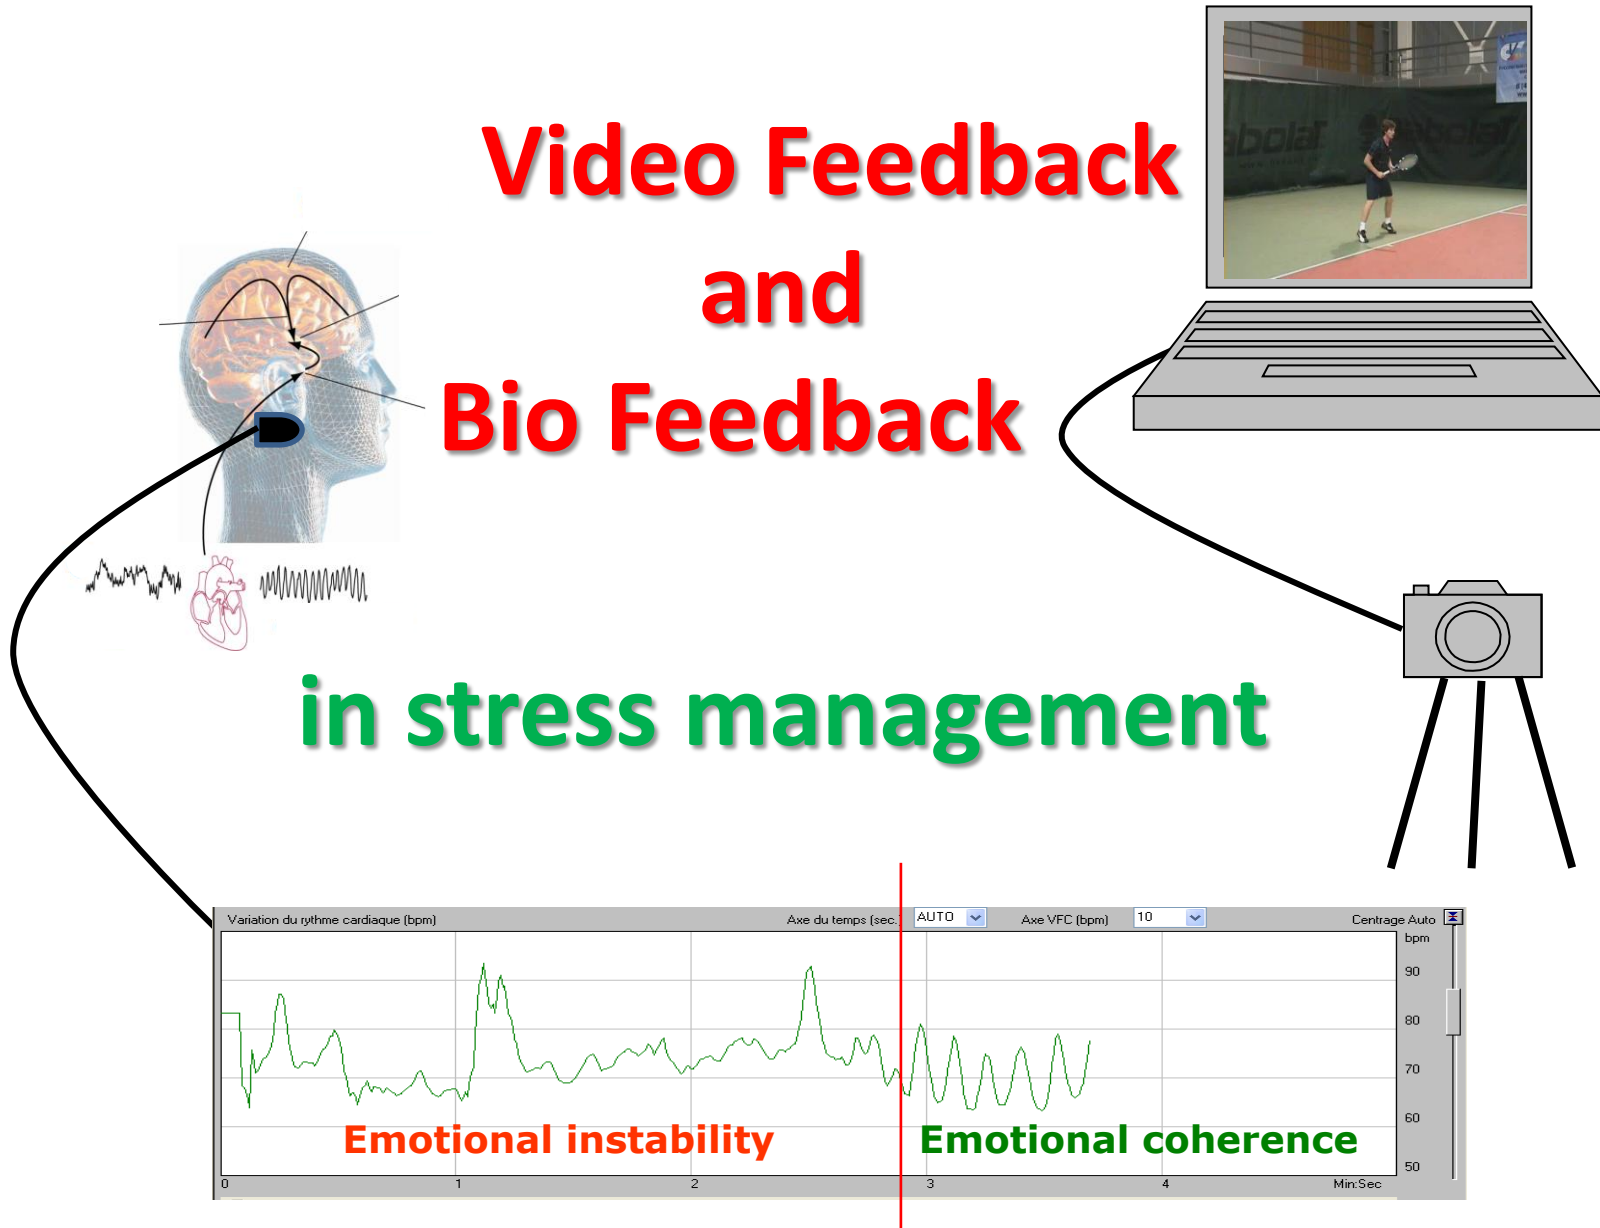 Video Feedback
and
Bio Feedback
in stress management
Variation du rythme cardiaque (bpm)
Axe du temps (sec.)
AUTO
Axe VFC (bpm)
10
Centrage Auto
bpm
90
80
70
60
50
Emotional instability
Emotional coherence
0
1
2
3
4
Min:Sec